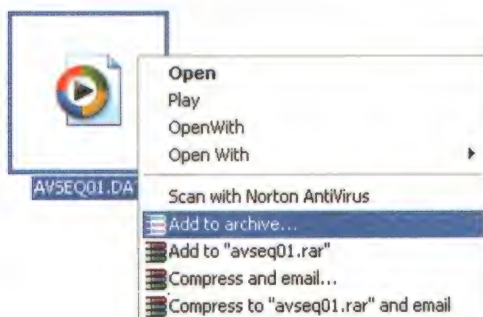 Open
Play
OpenWith
Open With
AVSEQ01.DA
Scan with Norton AntiVirus
Add to archive...
Add to "avseq01.rar"
Compress and email...
Compress to "avseq01.rar" and email